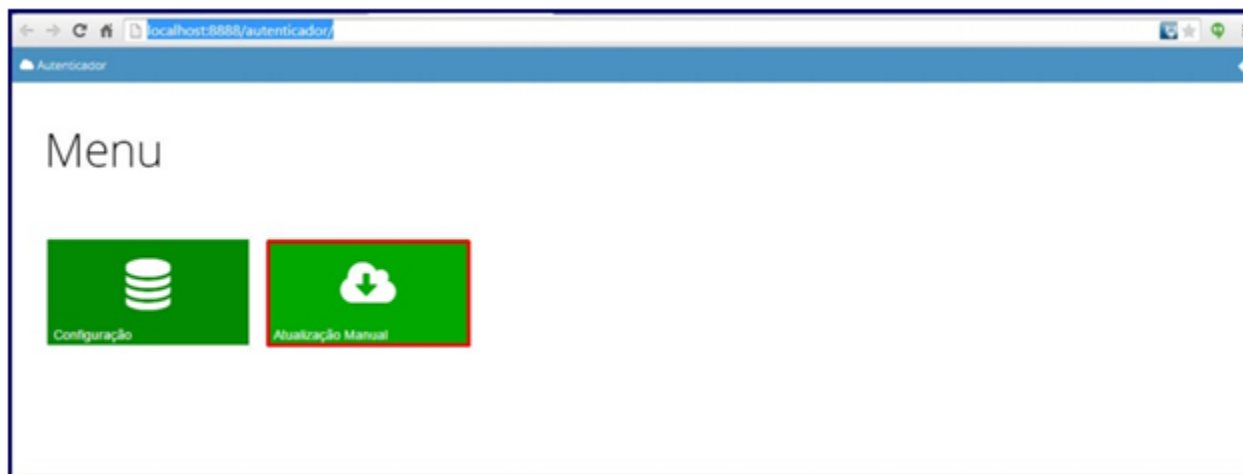 localhost:8888/autenticador/
Autenticador
Menu
Configuração
Atualização Manual